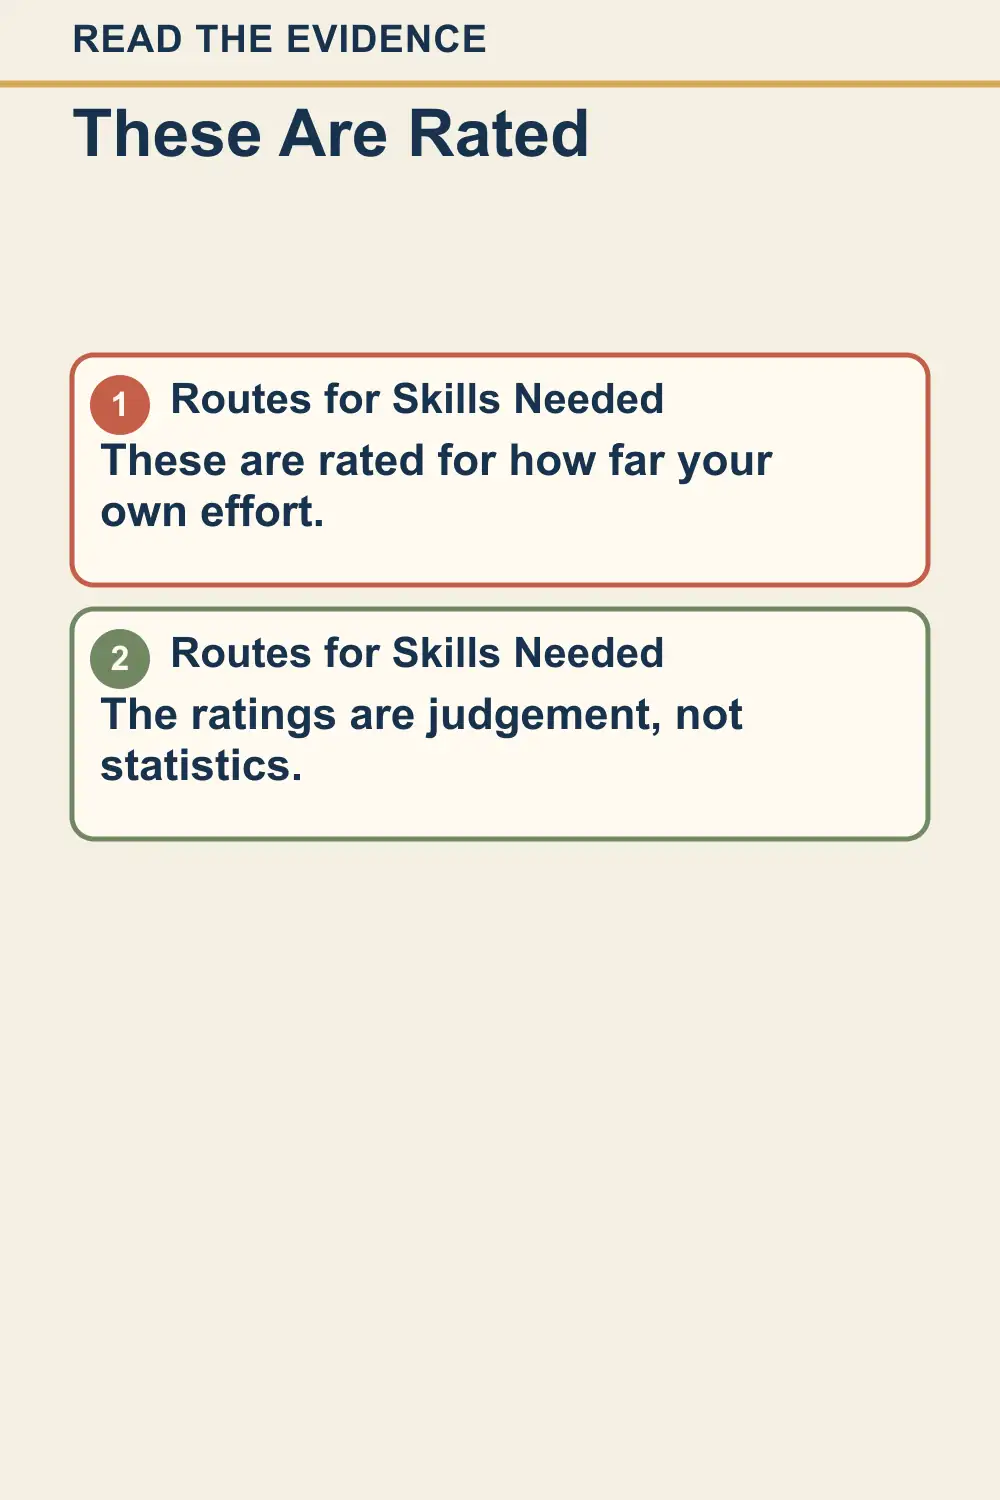 READ THE EVIDENCE
These Are Rated
1 Routes for Skills Needed
These are rated for how far your
own effort.
2 Routes for Skills Needed
The ratings are judgement, not
statistics.